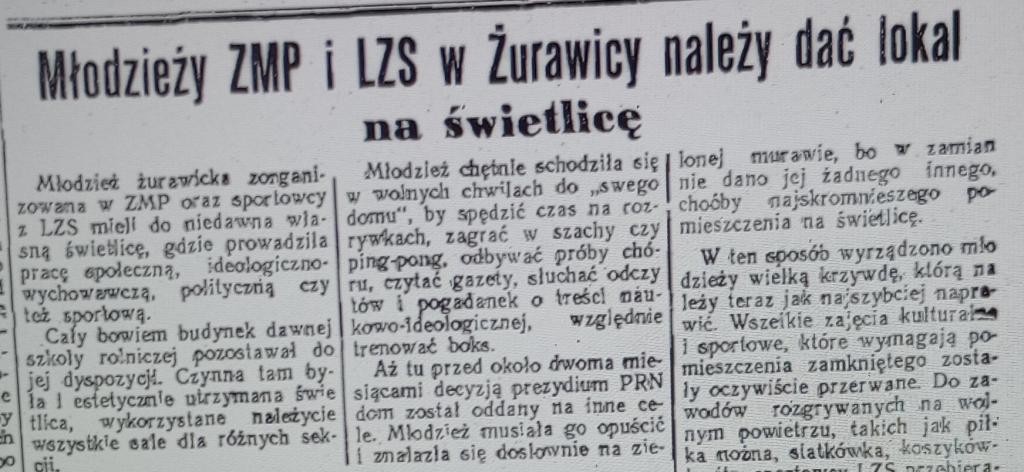 Młodzieży ZMP i LZS w Żurawicy należy dać lokal
na świetlicę
Młodzież żurawicka zongani-
zowana w ZMP oraz sportowcy
z LZS mieli do niedawna wła-
sną świetlicę, gdzie prowadziła
pracę społeczną, ideologiczno-
wychowawczą, polityczną czy
też sportową.
Cały bowiem budynek dawnej
szkoły rolniczej pozostawał do
jej dyspozycji. Czynna tam by-
ła i estetycznie utrzymana świe
tlica, wykorzystane należycie
wszystkie sale dla różnych sek-
cji.
Młodzież chętnie schodziła się
w wolnych chwilach do „swego
domu", by spędzić czas na roz-
rywkach, zagrać w szachy czy
ping-pong, odbywać próby chó-
ru, czytać gazety, słuchać odczy
tów i pogadanek o treści nau-
kowo-ideologicznej, względnie
trenować boks.
Aż tu przed około dwoma mie-
siącami decyzją prezydium PRN
dom został oddany na inne ce-
le. Młodzież musiała go opuścić
i znalazła się dosłownie na zie-
lonej murawie, bo w zamian
nie dano jej żadnego innego,
choćby najskromnieszego po-
mieszczenia na świetlicę.
W ten sposób wyrządzono mło
dzieży wielką krzywdę, którą na
leży teraz jak najszybciej napra-
wić. Wszelkie zajęcia kulturalne
i sportowe, które wymagają po-
mieszczenia zamkniętego zosta-
ły oczywiście przerwane. Do za-
wodów rozgrywanych na wol-
nym powietrzu, takich jak pił-
ka nożna, siatkówka, koszyków-
LZS przebiera-